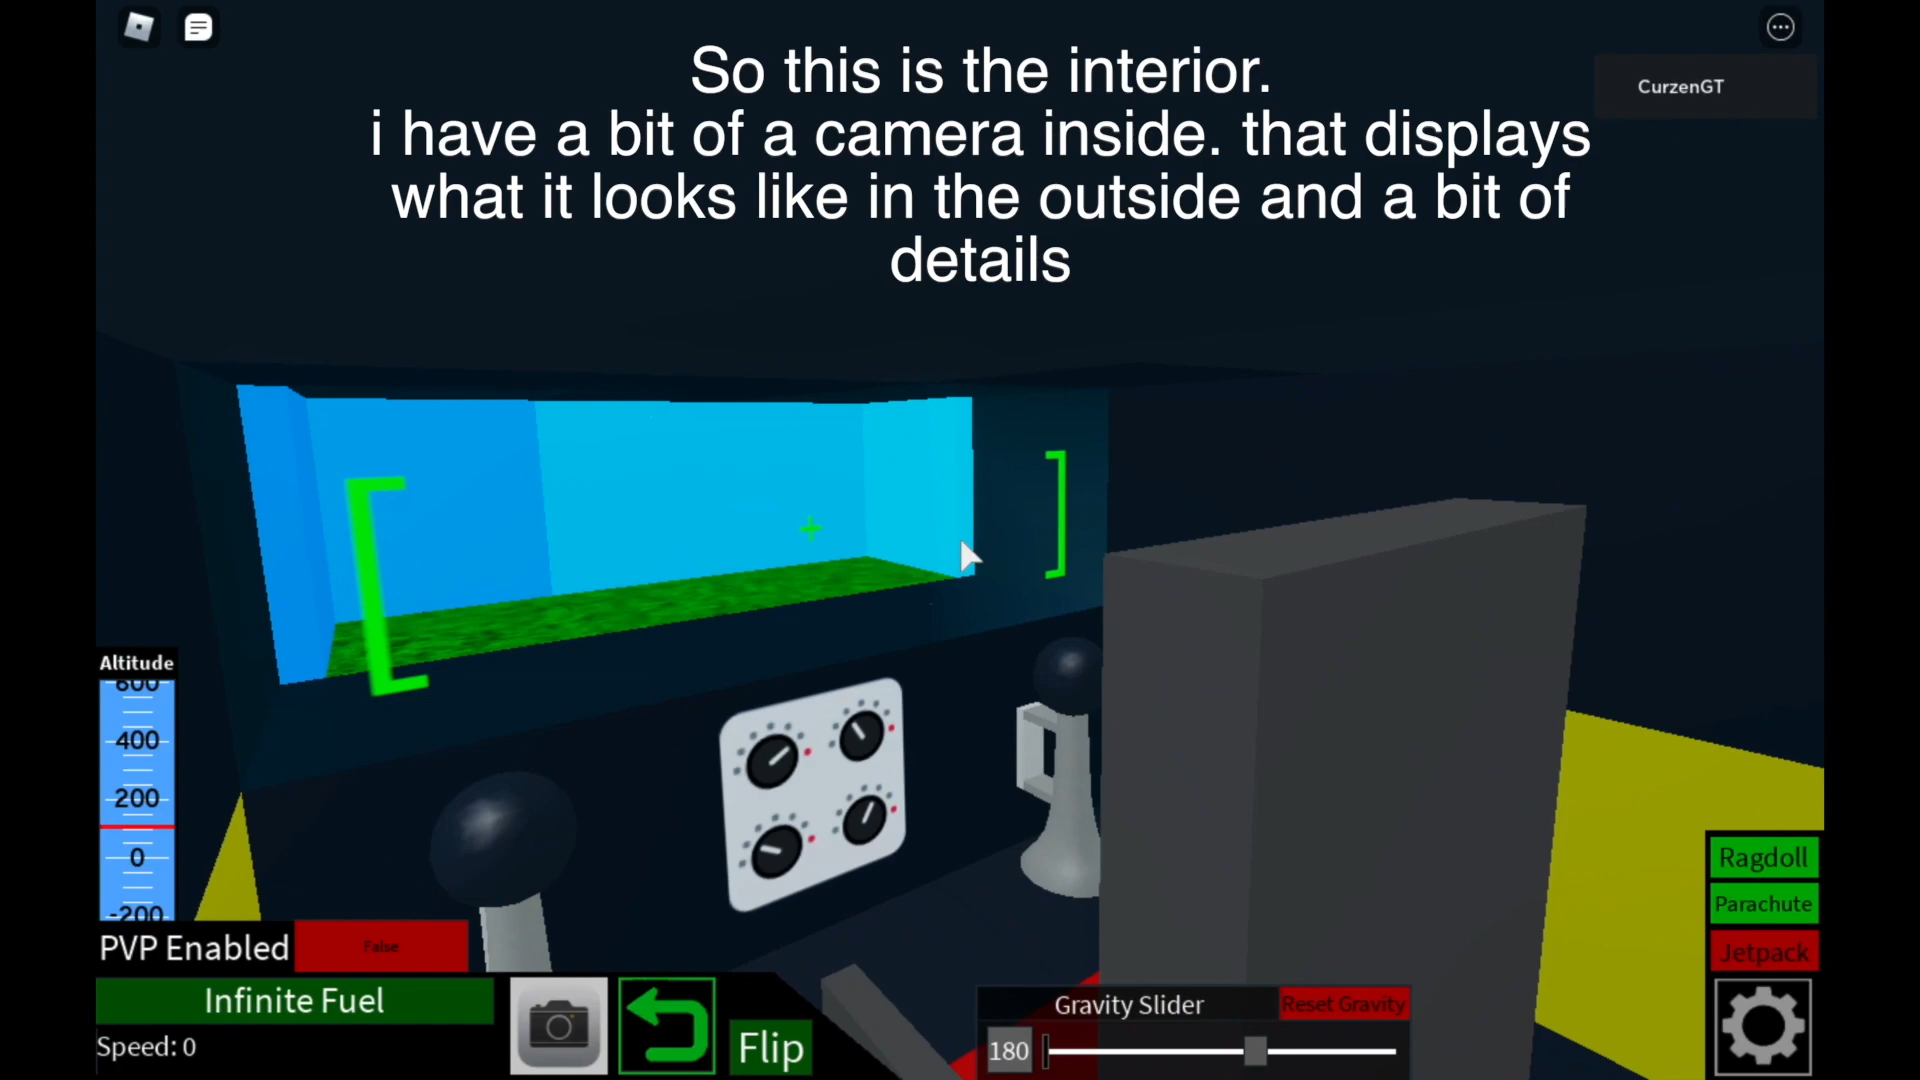 So this is the interior.
i have a bit of a camera inside. that displays
what it looks like in the outside and a bit of
details
CurzenGT
Altitude
600
400
200
0
-200
PVP Enabled
False
Infinite Fuel
Speed: 0
Flip
Gravity Slider
Reset Gravity
180
Ragdoll
Parachute
Jetpack